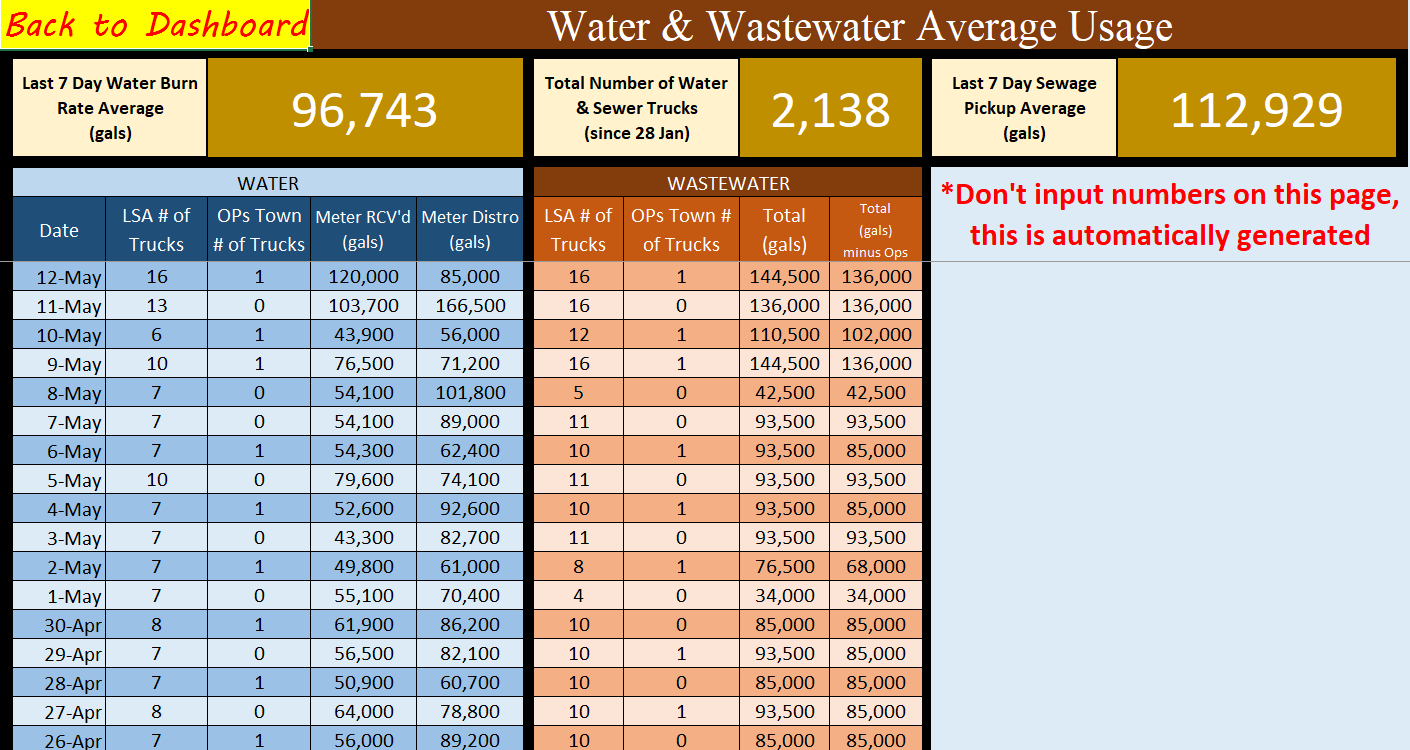 Back to Dashboard
Water & Wastewater Average Usage
Last 7 Day Water Burn
Rate Average
(gals)
96,743
Total Number of Water
& Sewer Trucks
(since 28 Jan)
2,138
Last 7 Day Sewage
Pickup Average
(gals)
112,929
WATER
WASTEWATER
*Don't input numbers on this page,
this is automatically generated
Date
LSA # of
Trucks
OPs Town
# of Trucks
Meter RCV'd
(gals)
Meter Distro
(gals)
LSA # of
Trucks
OPs Town #
of Trucks
Total
(gals)
Total
(gals)
minus Ops
12-May 16 1 120,000 85,000 16 1 144,500 136,000
11-May 13 0 103,700 166,500 16 0 136,000 136,000
10-May 6 1 43,900 56,000 12 1 110,500 102,000
9-May 10 1 76,500 71,200 16 1 144,500 136,000
8-May 7 0 54,100 101,800 5 0 42,500 42,500
7-May 7 0 54,100 89,000 11 0 93,500 93,500
6-May 7 1 54,300 62,400 10 1 93,500 85,000
5-May 10 0 79,600 74,100 11 0 93,500 93,500
4-May 7 1 52,600 92,600 10 1 93,500 85,000
3-May 7 0 43,300 82,700 11 0 93,500 93,500
2-May 7 1 49,800 61,000 8 1 76,500 68,000
1-May 7 0 55,100 70,400 4 0 34,000 34,000
30-Apr 8 1 61,900 86,200 10 0 85,000 85,000
29-Apr 7 0 56,500 82,100 10 1 93,500 85,000
28-Apr 7 1 50,900 60,700 10 0 85,000 85,000
27-Apr 8 0 64,000 78,800 10 1 93,500 85,000
26-Apr 7 1 56,000 89,200 10 0 85,000 85,000